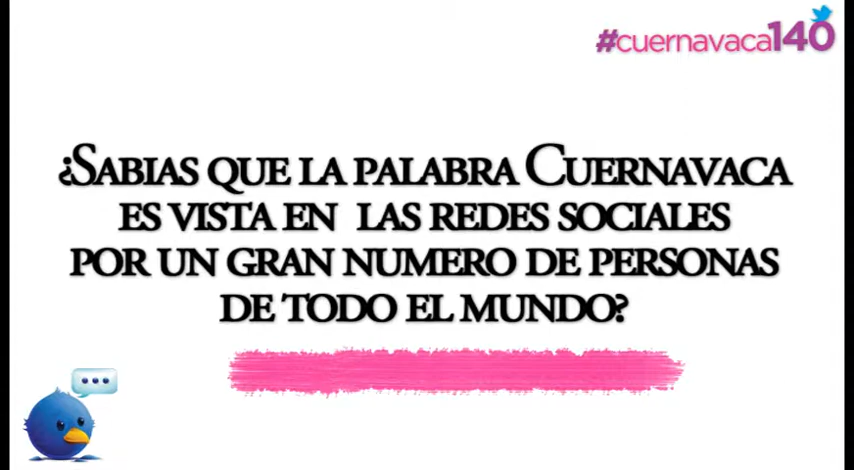 #cuernavaca140
¿SABIAS QUE LA PALABRA CUERNAVACA
ES VISTA EN LAS REDES SOCIALES
POR UN GRAN NUMERO DE PERSONAS
DE TODO EL MUNDO?